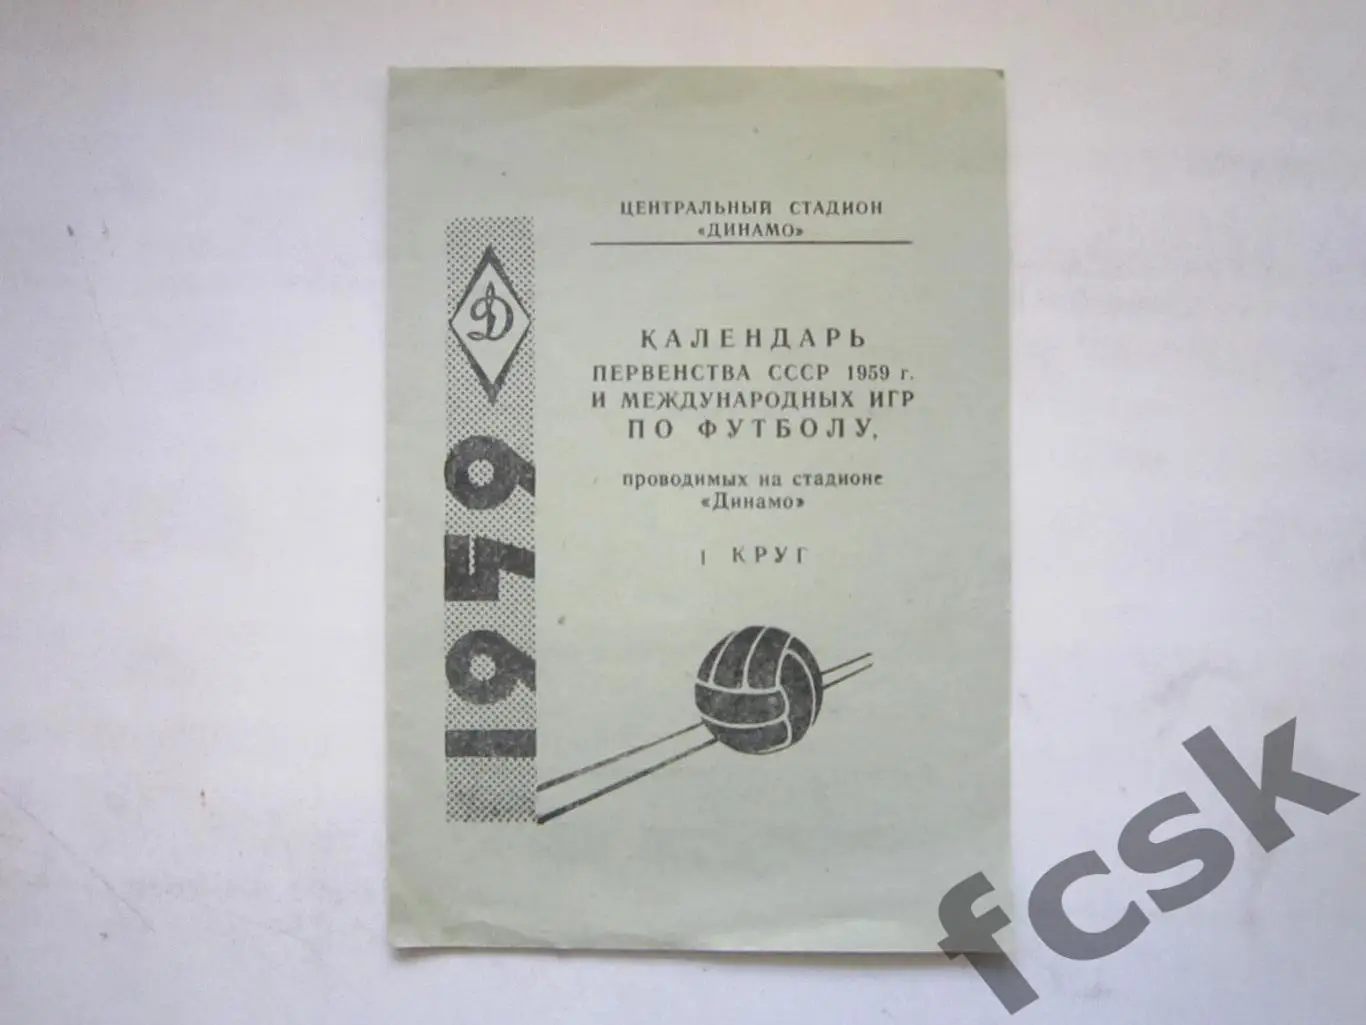 ЦЕНТРАЛЬНЫЙ СТАДИОН
«ДИНАМО»
Д
1959
КАЛЕНДАРЬ
ПЕРВЕНСТВА СССР 1959 г.
И МЕЖДУНАРОДНЫХ ИГР
ПО ФУТБОЛУ,
проводимых на стадионе
«Динамо»
I КРУГ
fcsk